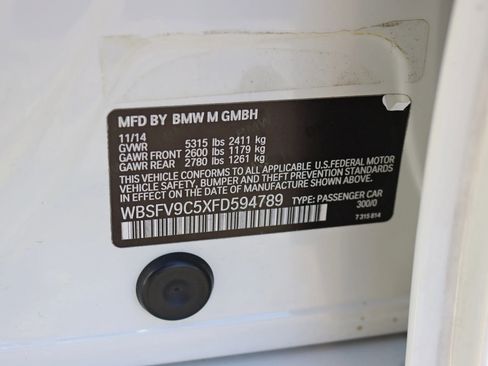 MFD BY BMW M GMBH
11/14
GVWR 5315 lbs 2411 kg
GAWR FRONT 2600 lbs 1179 kg
GAWR REAR 2780 lbs 1261 kg
THIS VEHICLE CONFORMS TO ALL APPLICABLE U.S.FEDERAL MOTOR
VEHICLE SAFETY, BUMPER, AND THEFT PREVENTION STANDARDS
IN EFFECT ON THE DATE OF MANUFACTURE SHOWN ABOVE.
WBSFV9C5XFD594789 TYPE: PASSENGER CAR
300/0
7 315 814